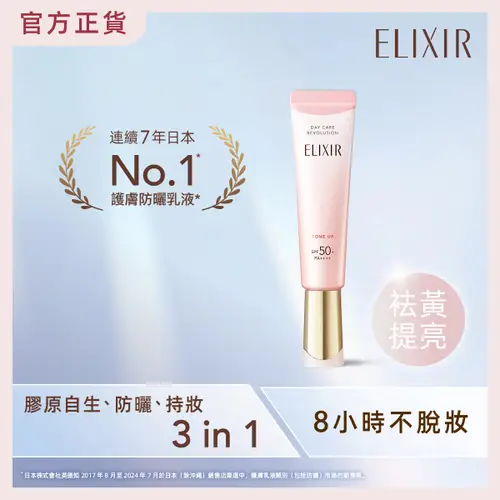 官方正貨
ELIXIR
連續7年日本
No.1*
護膚防曬乳液*
DAY CARE
REVOLUTION
ELIXIR
TONE UP
SPF50+
PA++++
祛黃
提亮
膠原自生、防曬、持妝
3 in 1
8小時不脫妝